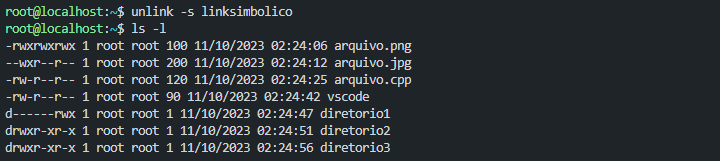 root@localhost:~$ unlink -s linksimbolico
root@localhost:~$ ls -l
-rwxrwxrwx 1 root root 100 11/10/2023 02:24:06 arquivo.png
--wxr--r-- 1 root root 200 11/10/2023 02:24:12 arquivo.jpg
-rw-r--r-- 1 root root 120 11/10/2023 02:24:25 arquivo.cpp
-rw-r--r-- 1 root root 90 11/10/2023 02:24:42 vscode
d------rwx 1 root root 1 11/10/2023 02:24:47 diretorio1
drwxr-xr-x 1 root root 1 11/10/2023 02:24:51 diretorio2
drwxr-xr-x 1 root root 1 11/10/2023 02:24:56 diretorio3